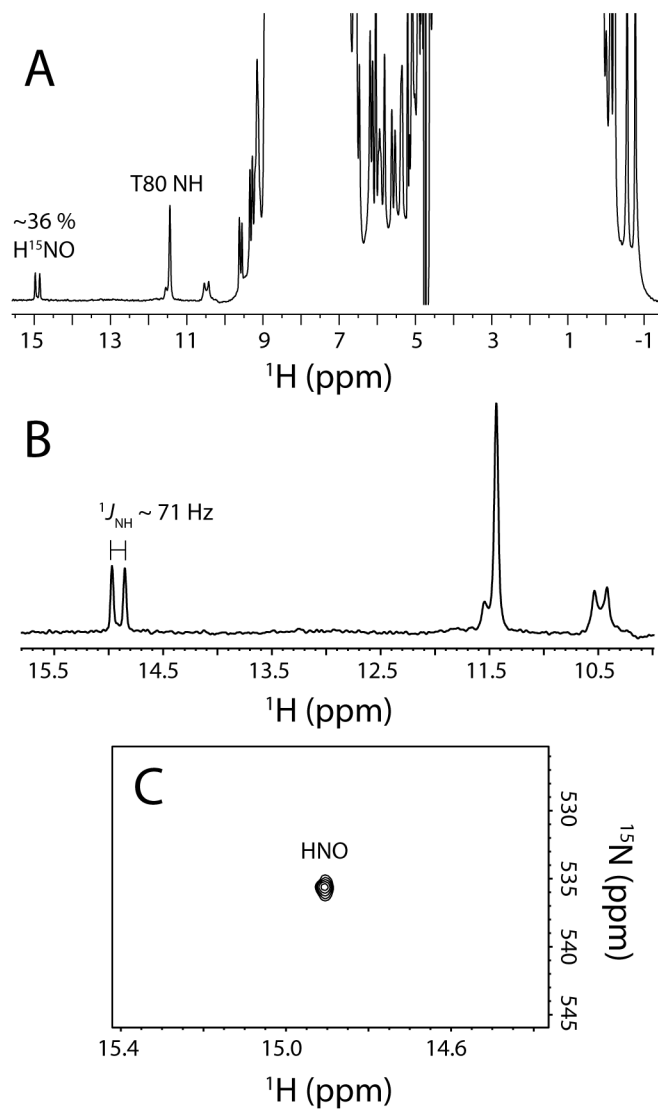 A
T80 NH
~36 %
H¹⁵NO
15 13 11 9 7 5 3 1 -1
¹H (ppm)
B
¹J_NH ~ 71 Hz
15.5 14.5 13.5 12.5 11.5 10.5
¹H (ppm)
C
HNO
530
535
540
545
¹⁵N (ppm)
15.4 15.0 14.6
¹H (ppm)